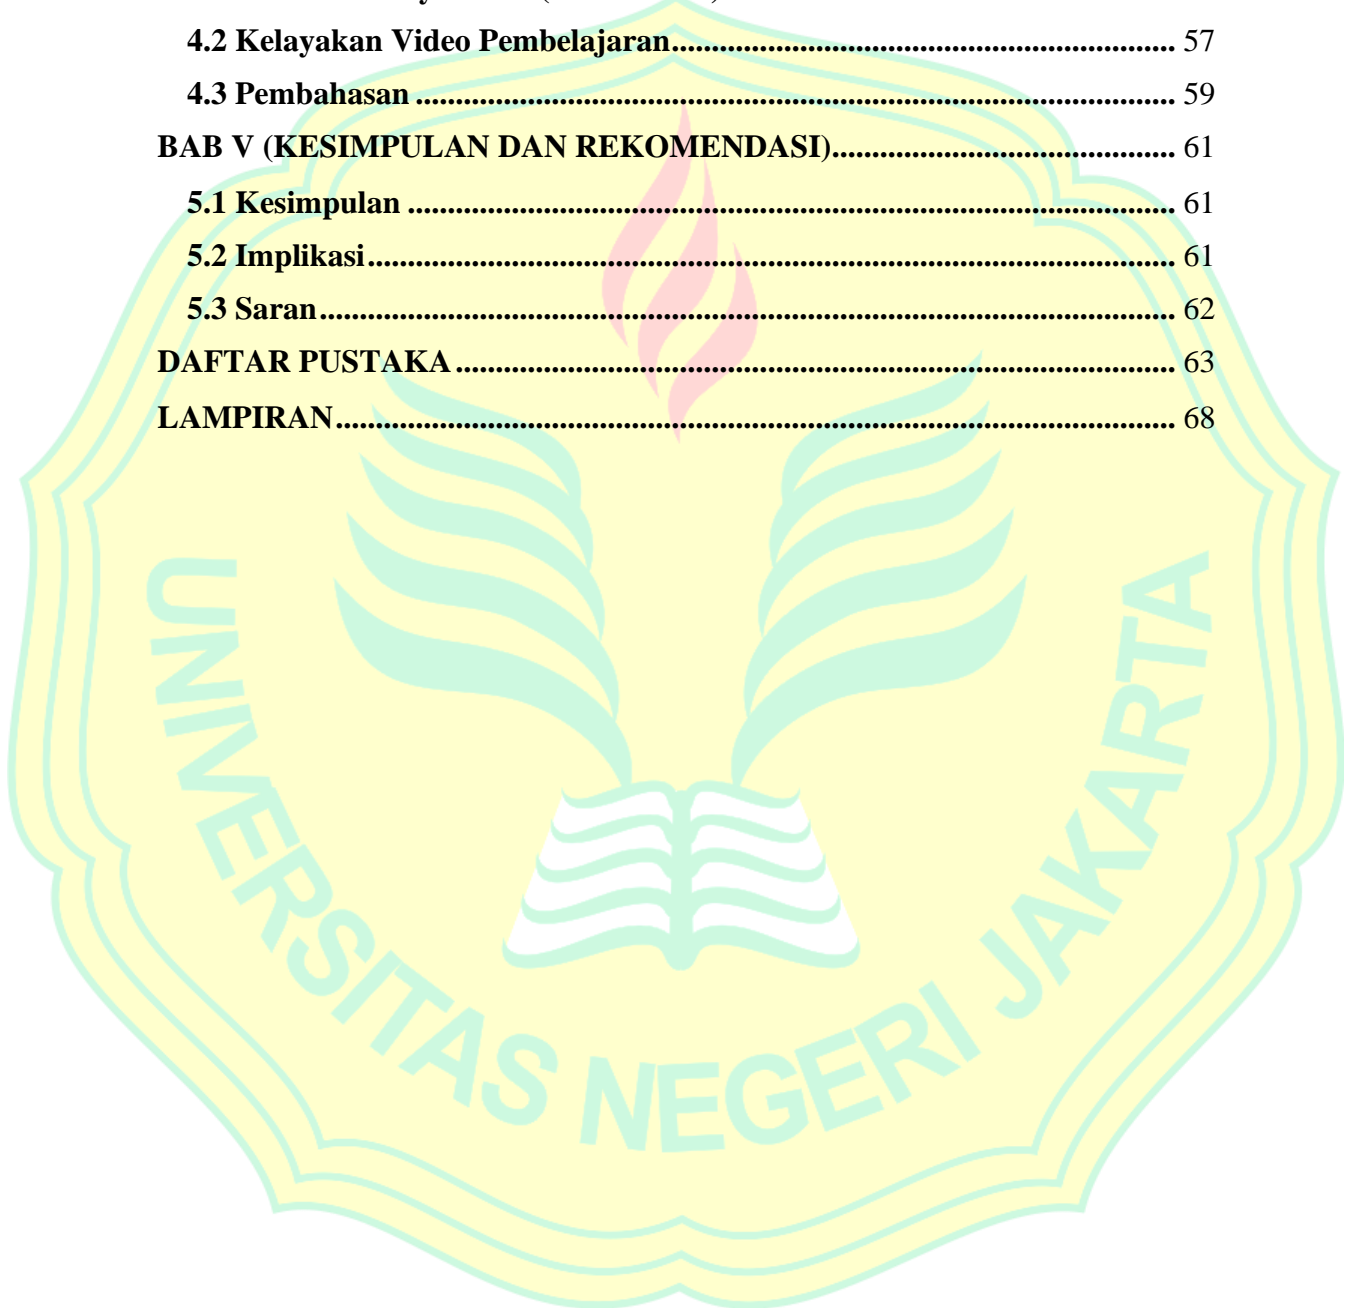 4.2 Kelayakan Video Pembelajaran.......................................................................................... 57
4.3 Pembahasan.......................................................................................... 59
BAB V (KESIMPULAN DAN REKOMENDASI).......................................... 61
5.1 Kesimpulan.......................................................................................... 61
5.2 Implikasi.......................................................................................... 61
5.3 Saran.......................................................................................... 62
DAFTAR PUSTAKA.......................................................................................... 63
LAMPIRAN.......................................................................................... 68
UNIVERSITAS NEGERI JAKARTA